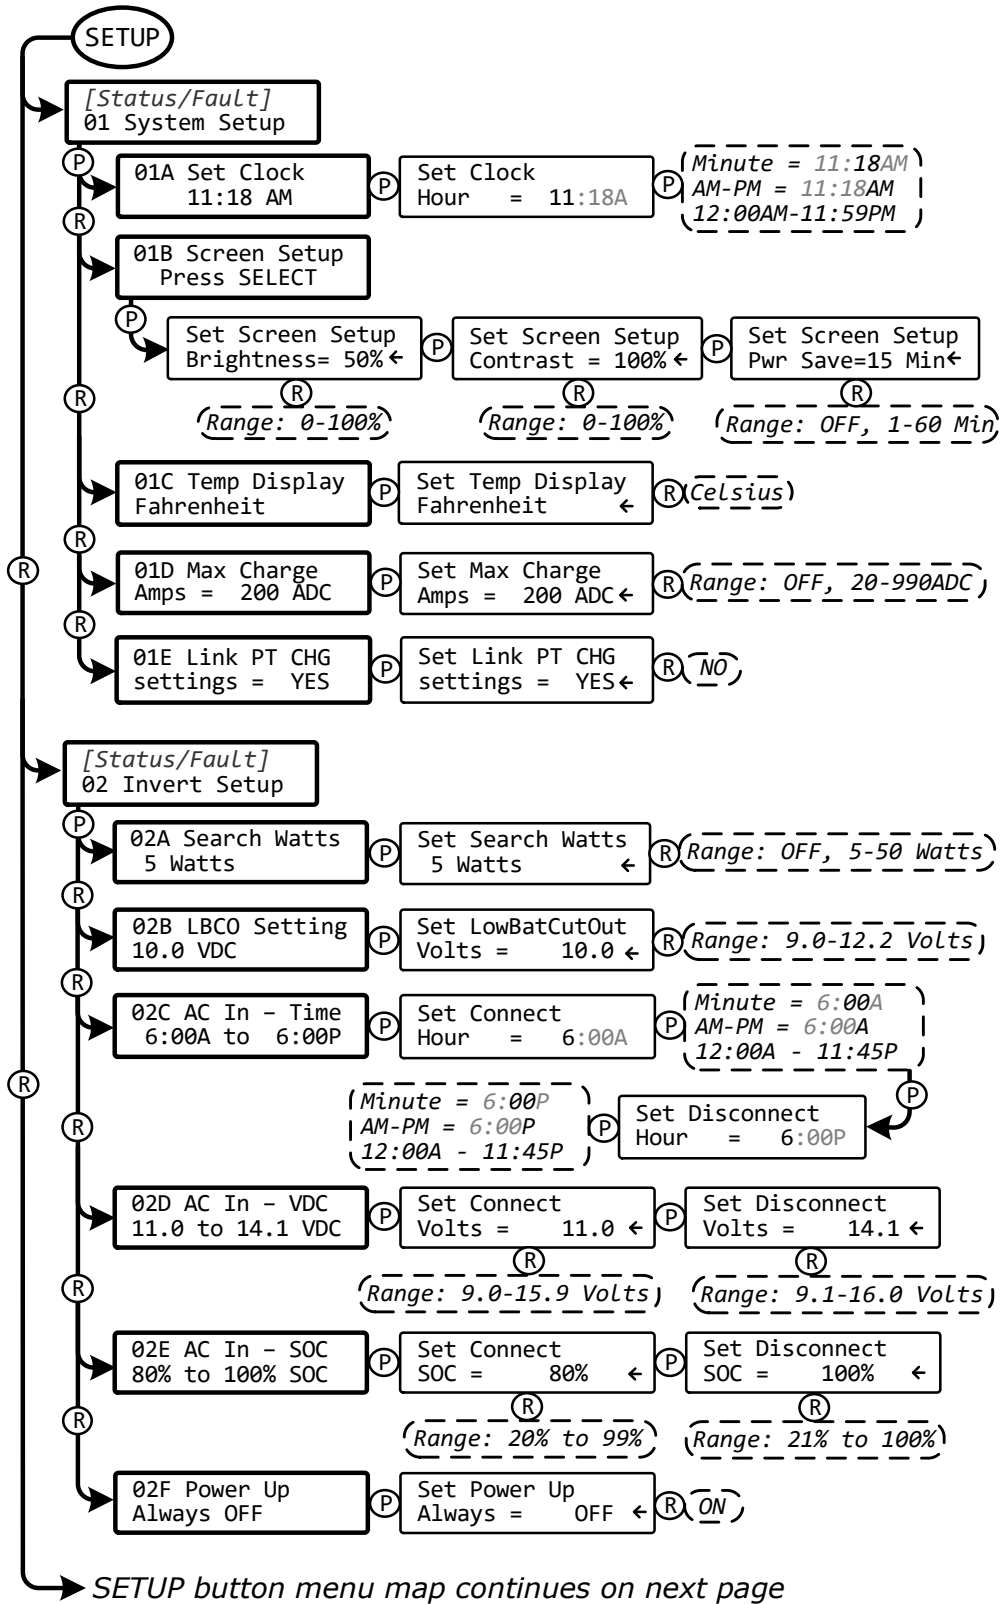 SETUP
[Status/Fault]
01 System Setup
P
01A Set Clock
11:18 AM
P
Set Clock
Hour = 11:18A
P
Minute = 11:18AM
AM-PM = 11:18AM
12:00AM-11:59PM
R
01B Screen Setup
Press SELECT
P
Set Screen Setup
Brightness= 50%←
P
Set Screen Setup
Contrast = 100%←
P
Set Screen Setup
Pwr Save=15 Min←
R
R
R
R
Range: 0-100%
Range: 0-100%
Range: OFF, 1-60 Min
01C Temp Display
Fahrenheit
P
Set Temp Display
Fahrenheit ←
R
Celsius
R
R
01D Max Charge
Amps = 200 ADC
P
Set Max Charge
Amps = 200 ADC←
R
Range: OFF, 20-990ADC
R
01E Link PT CHG
settings = YES
P
Set Link PT CHG
settings = YES←
R
NO
[Status/Fault]
02 Invert Setup
P
02A Search Watts
5 Watts
P
Set Search Watts
5 Watts ←
R
Range: OFF, 5-50 Watts
R
02B LBCO Setting
10.0 VDC
P
Set LowBatCutOut
Volts = 10.0 ←
R
Range: 9.0-12.2 Volts
R
02C AC In – Time
6:00A to 6:00P
P
Set Connect
Hour = 6:00A
P
Minute = 6:00A
AM-PM = 6:00A
12:00A - 11:45P
R
P
Set Disconnect
Hour = 6:00P
P
Minute = 6:00P
AM-PM = 6:00P
12:00A - 11:45P
R
02D AC In – VDC
11.0 to 14.1 VDC
P
Set Connect
Volts = 11.0 ←
P
Set Disconnect
Volts = 14.1 ←
R
R
R
Range: 9.0-15.9 Volts
Range: 9.1-16.0 Volts
02E AC In – SOC
80% to 100% SOC
P
Set Connect
SOC = 80% ←
P
Set Disconnect
SOC = 100% ←
R
R
R
Range: 20% to 99%
Range: 21% to 100%
02F Power Up
Always OFF
P
Set Power Up
Always = OFF ←
R
ON
SETUP button menu map continues on next page